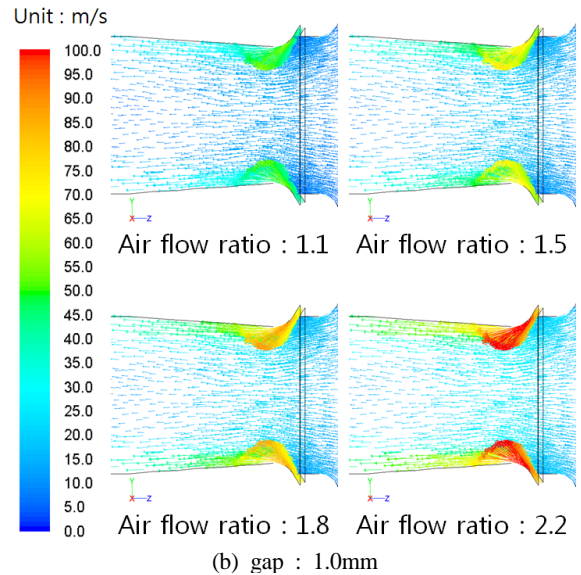 Unit : m/s
100.0
95.0
90.0
85.0
80.0
75.0
70.0
65.0
60.0
55.0
50.0
45.0
40.0
35.0
30.0
25.0
20.0
15.0
10.0
5.0
0.0
Y
X Z
Air flow ratio : 1.1
Y
X Z
Air flow ratio : 1.5
Y
X Z
Air flow ratio : 1.8
Y
X Z
Air flow ratio : 2.2
(b) gap : 1.0mm